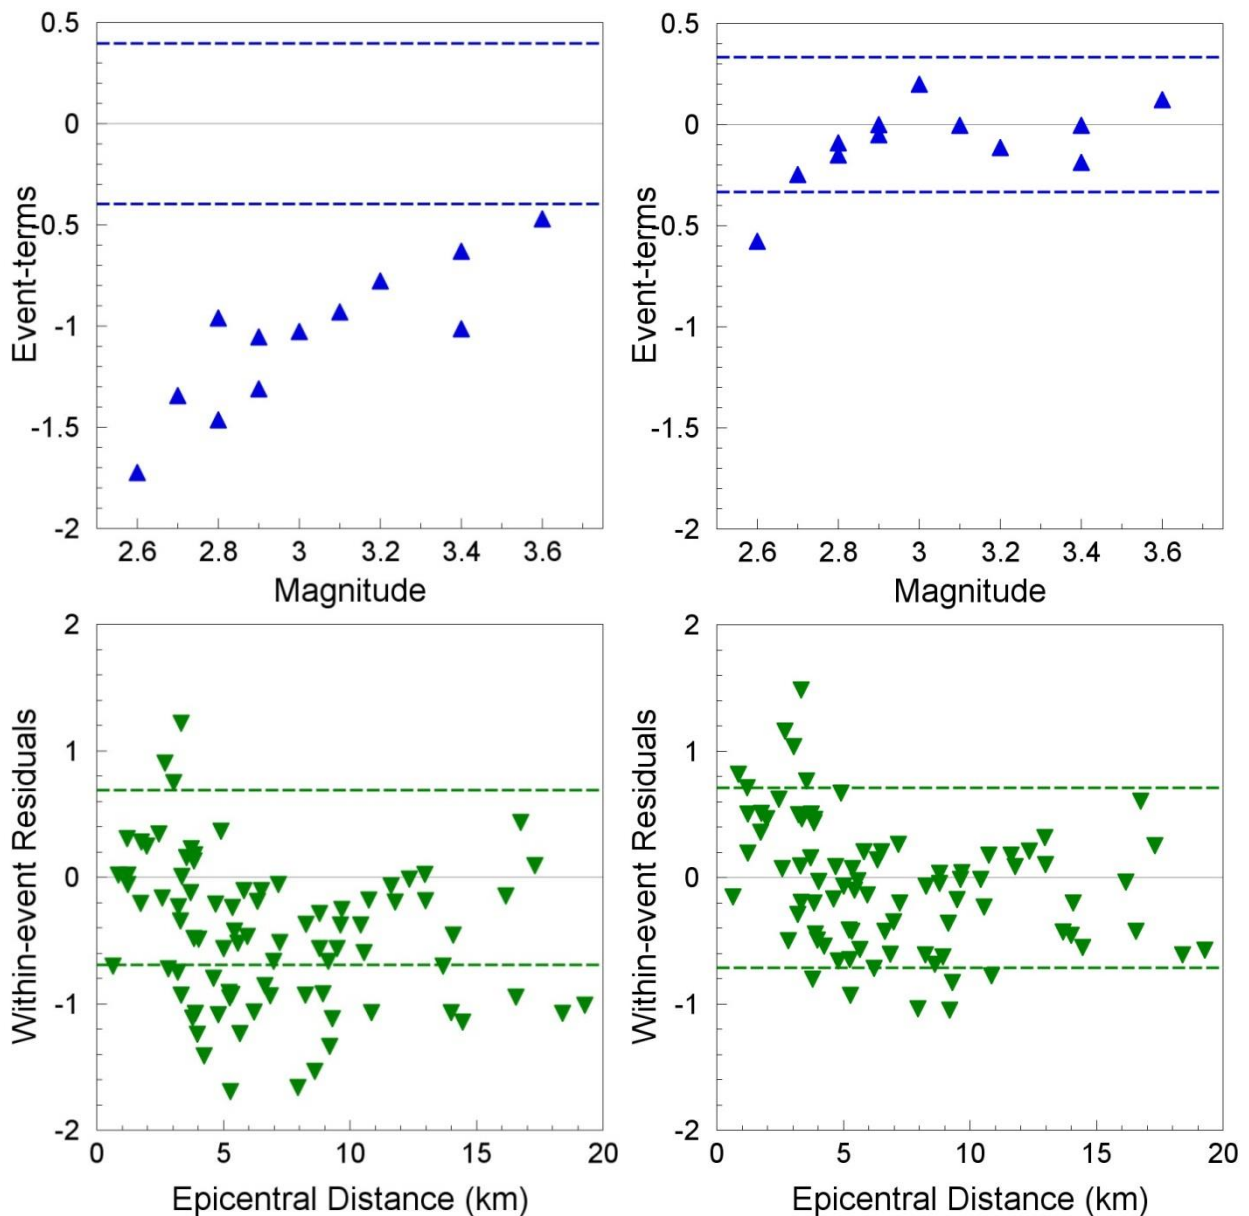 0.5
0
-0.5
-1
-1.5
-2
Event-terms
2.6 2.8 3 3.2 3.4 3.6
Magnitude
0.5
0
-0.5
-1
-1.5
-2
Event-terms
2.6 2.8 3 3.2 3.4 3.6
Magnitude
2
1
0
-1
-2
Within-event Residuals
0 5 10 15 20
Epicentral Distance (km)
2
1
0
-1
-2
Within-event Residuals
0 5 10 15 20
Epicentral Distance (km)